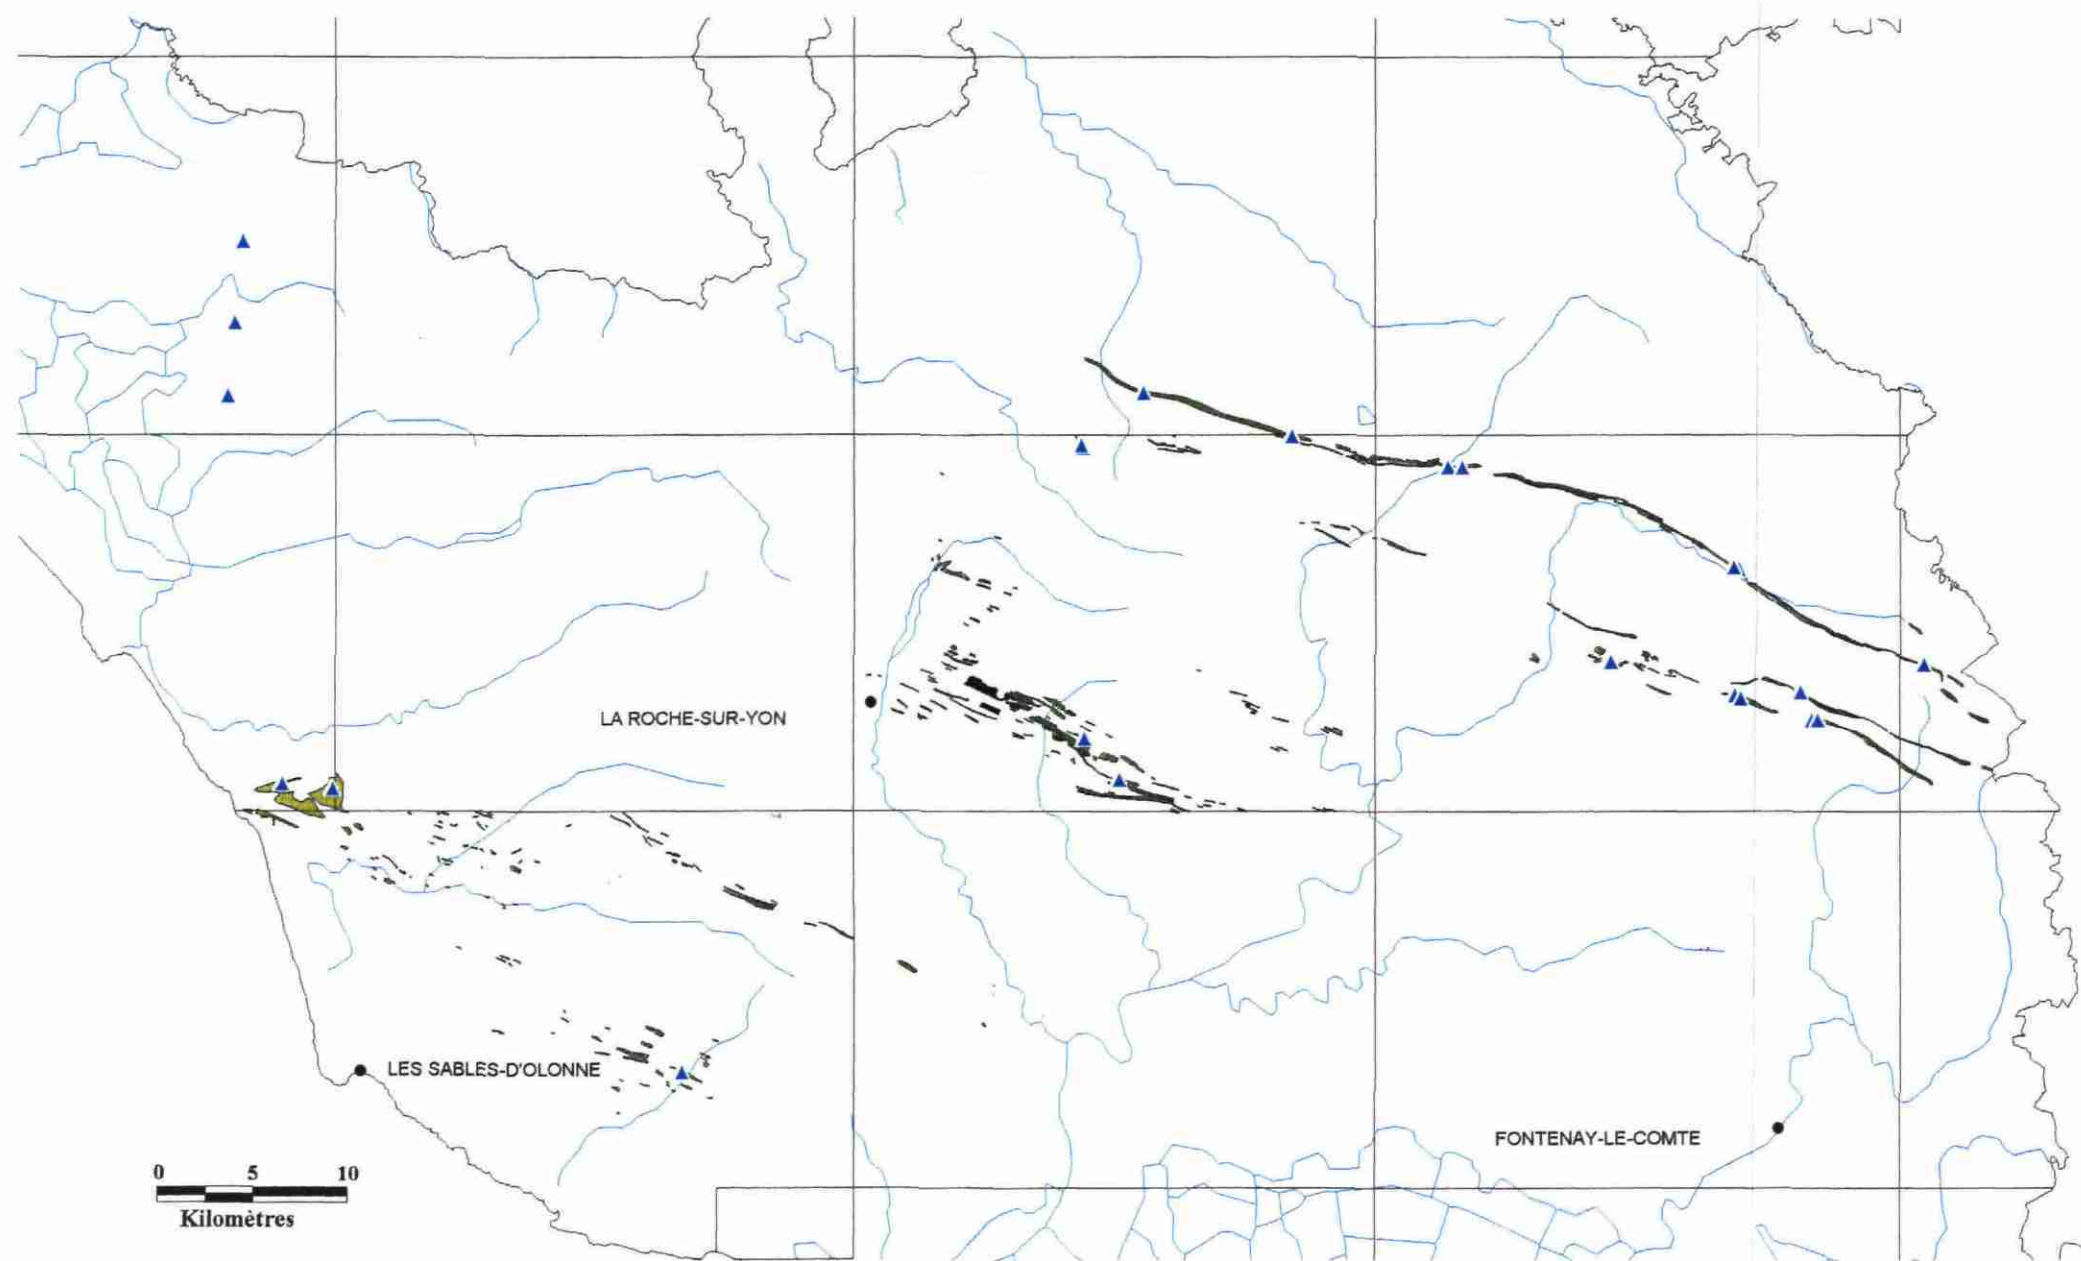 LA ROCHE-SUR-YON
LES SABLES-D'OLONNE
FONTENAY-LE-COMTE
0 5 10
Kilomètres